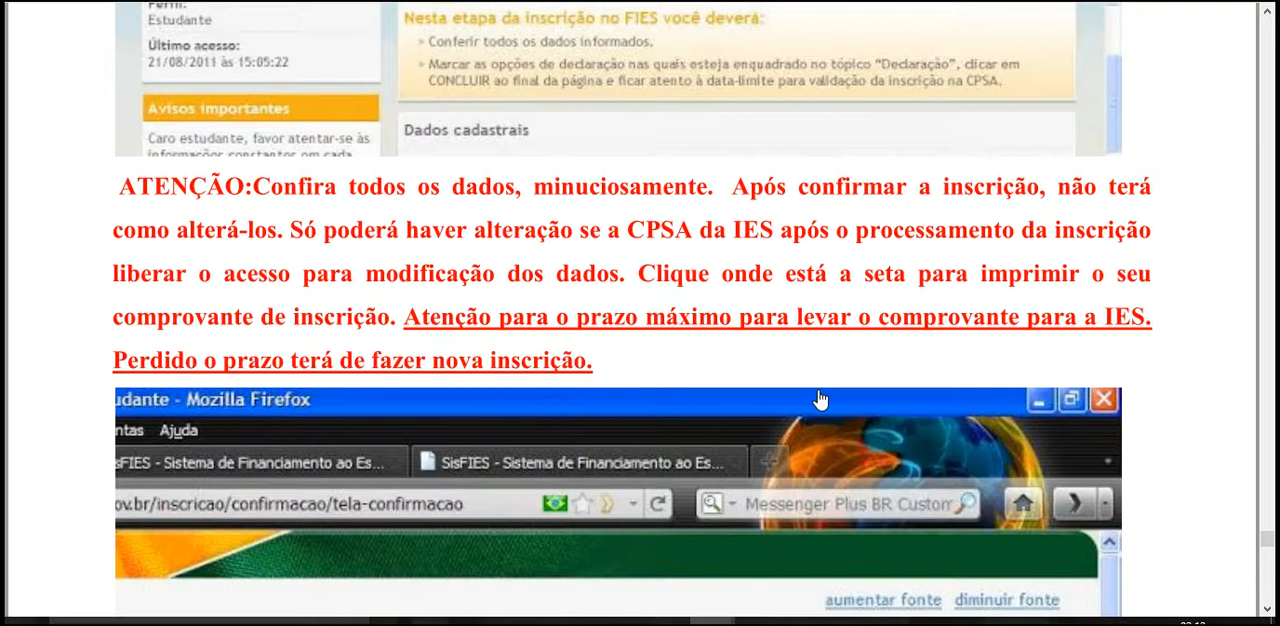 Estudante
Nesta etapa da inscrição no FIES você deverá:
Último acesso:
21/08/2011 às 15:05:22
» Conferir todos os dados informados.
» Marcar as opções de declaração nas quais esteja enquadrado no tópico "Declaração", clicar em
CONCLUIR ao final da página e ficar atento à data-limite para validação da inscrição na CPSA.
Avisos importantes
Caro estudante, favor atentar-se às
informações constantor om cada
Dados cadastrais
ATENÇÃO:Confira todos os dados, minuciosamente. Após confirmar a inscrição, não terá
como alterá-los. Só poderá haver alteração se a CPSA da IES após o processamento da inscrição
liberar o acesso para modificação dos dados. Clique onde está a seta para imprimir o seu
comprovante de inscrição. Atenção para o prazo máximo para levar o comprovante para a IES.
Perdido o prazo terá de fazer nova inscrição.
udante - Mozilla Firefox
ntas Ajuda
sFIES - Sistema de Financiamento ao Es...
SisFIES - Sistema de Financiamento ao Es...
ov.br/inscricao/confirmacao/tela-confirmacao
Messenger Plus BR Custom
aumentar fonte diminuir fonte